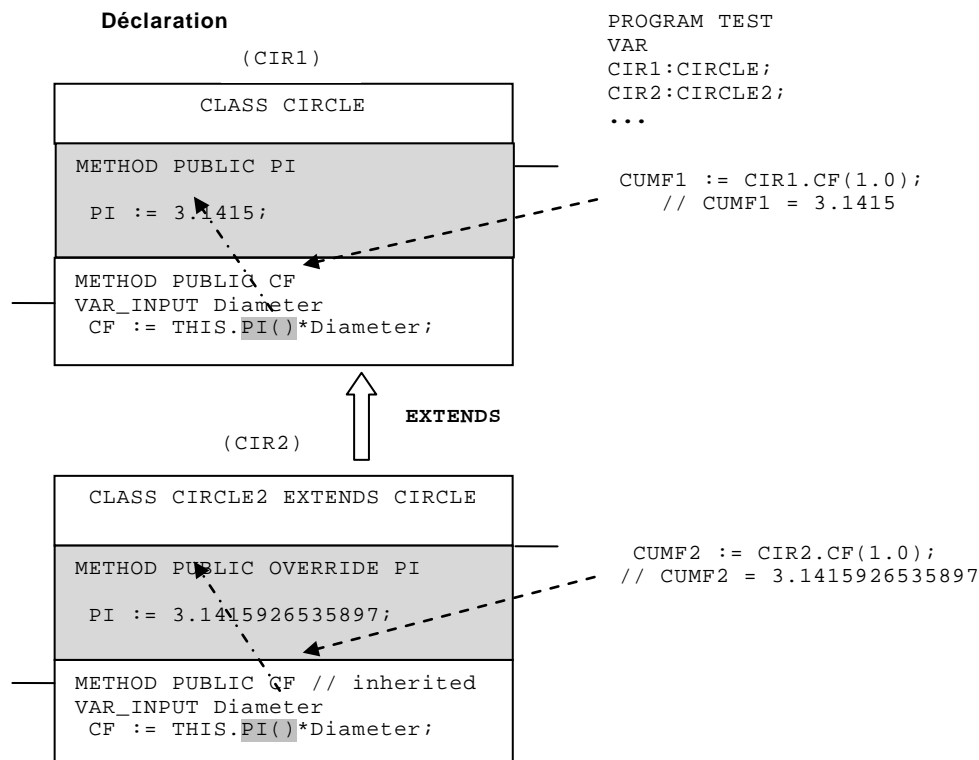 Déclaration
(CIR1)
CLASS CIRCLE
METHOD PUBLIC PI
PI := 3.1415;
METHOD PUBLIC CF
VAR_INPUT Diameter
CF := THIS.PI()*Diameter;
PROGRAM TEST
VAR
CIR1:CIRCLE;
CIR2:CIRCLE2;
...
CUMF1 := CIR1.CF(1.0);
// CUMF1 = 3.1415
EXTENDS
(CIR2)
CLASS CIRCLE2 EXTENDS CIRCLE
METHOD PUBLIC OVERRIDE PI
PI := 3.1415926535897;
METHOD PUBLIC CF // inherited
VAR_INPUT Diameter
CF := THIS.PI()*Diameter;
CUMF2 := CIR2.CF(1.0);
// CUMF2 = 3.1415926535897